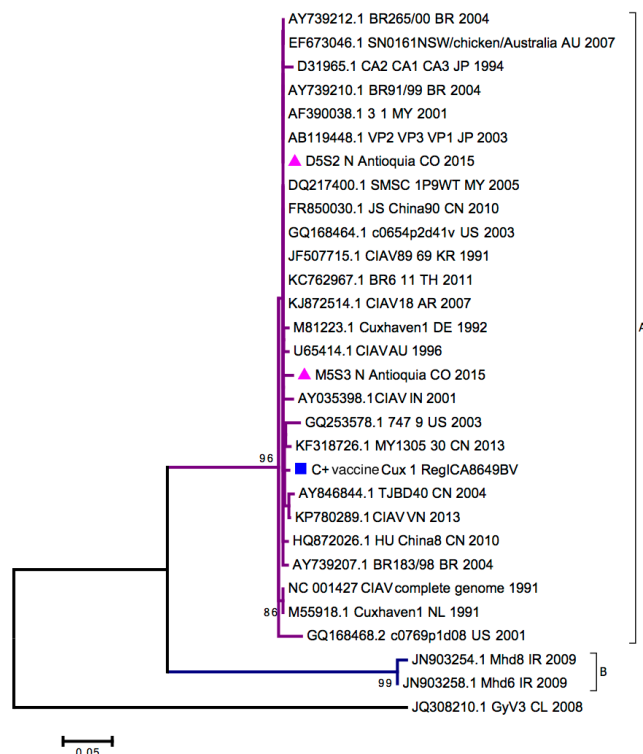 AY739212.1 BR265/00 BR 2004
EF673046.1 SN0161NSW/chicken/Australia AU 2007
D31965.1 CA2 CA1 CA3 JP 1994
AY739210.1 BR91/99 BR 2004
AF390038.1 3 1 MY 2001
AB119448.1 VP2 VP3 VP1 JP 2003
D5S2 N Antioquia CO 2015
DQ217400.1 SMSC 1P9WT MY 2005
FR850030.1 JS China90 CN 2010
GQ168464.1 c0654p2d41v US 2003
JF507715.1 CIAV89 69 KR 1991
KC762967.1 BR6 11 TH 2011
KJ872514.1 CIAV18 AR 2007
A
M81223.1 Cuxhaven1 DE 1992
U65414.1 CIAV AU 1996
M5S3 N Antioquia CO 2015
AY035398.1 CIAV IN 2001
GQ253578.1 747 9 US 2003
KF318726.1 MY1305 30 CN 2013
96
C+ vaccine Cux 1 RegICA8649BV
AY846844.1 TJBD40 CN 2004
KP780289.1 CIAV VN 2013
HQ872026.1 HU China8 CN 2010
AY739207.1 BR183/98 BR 2004
NC 001427 CIAV complete genome 1991
86
M55918.1 Cuxhaven1 NL 1991
GQ168468.2 c0769p1d08 US 2001
JN903254.1 Mhd8 IR 2009
B
99
JN903258.1 Mhd6 IR 2009
JQ308210.1 GyV3 CL 2008
0.05